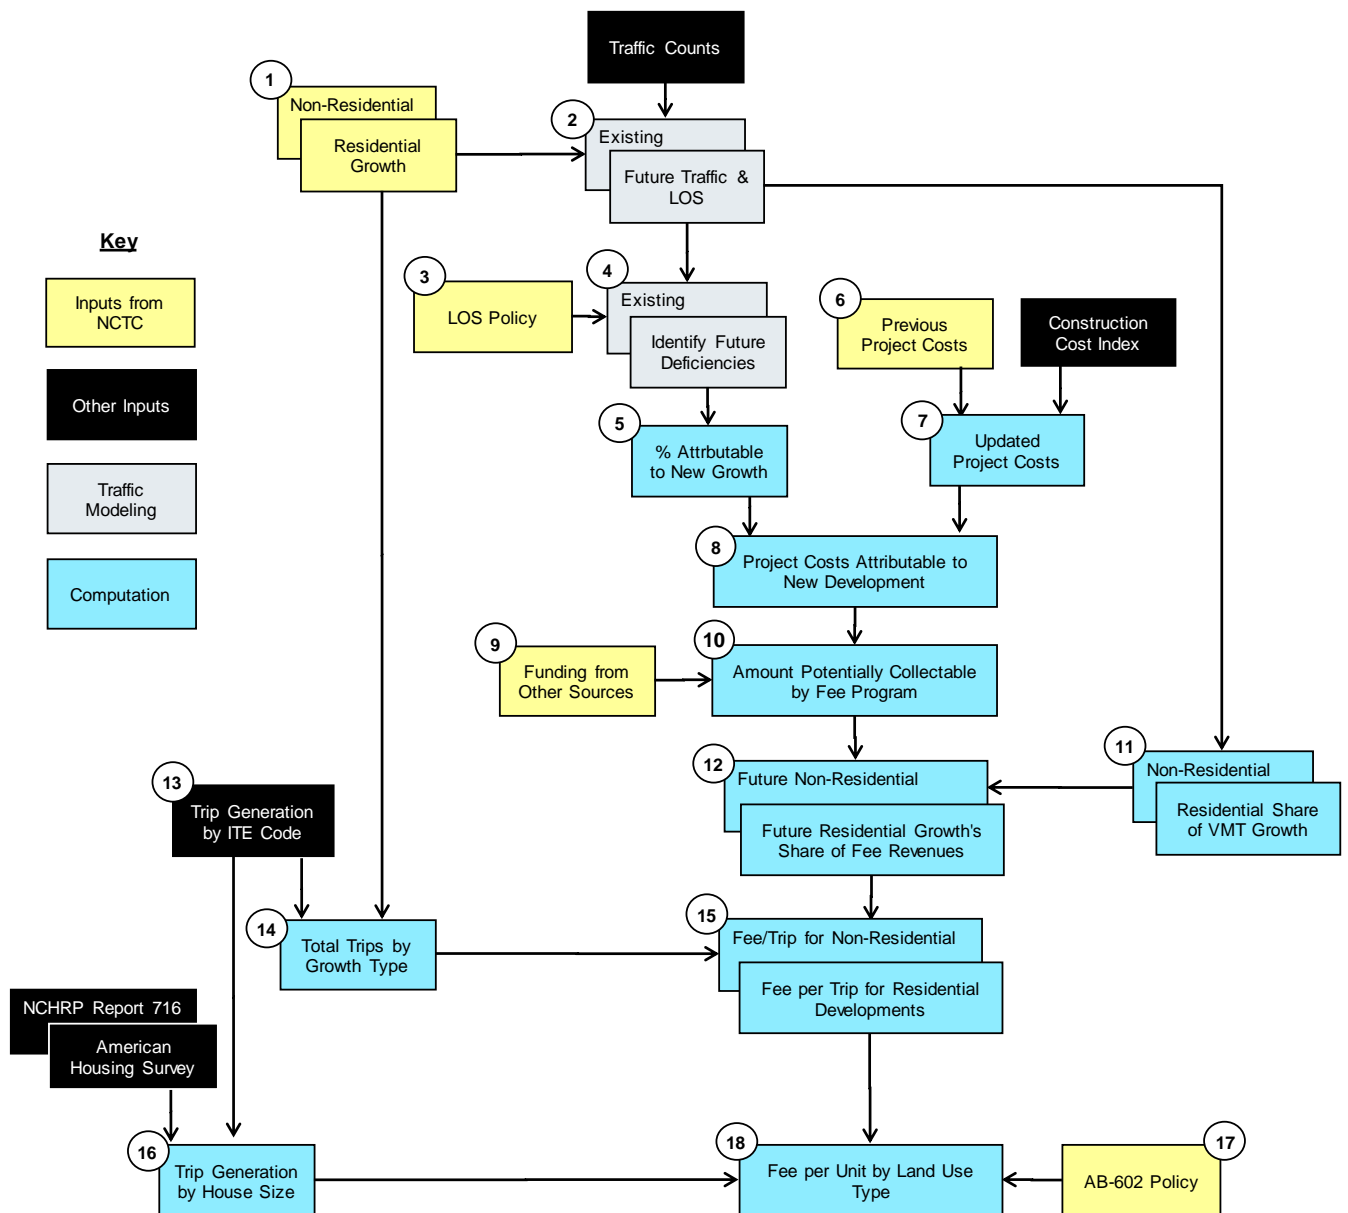 Traffic Counts
1
Non-Residential
Residential
Growth
2
Existing
Future Traffic &
LOS
Key
Inputs from
NCTC
Other Inputs
Traffic
Modeling
Computation
3
LOS Policy
4
Existing
Identify Future
Deficiencies
6
Previous
Project Costs
Construction
Cost Index
5
% Attrbutable
to New Growth
7
Updated
Project Costs
8
Project Costs Attributable to
New Development
9
Funding from
Other Sources
10
Amount Potentially Collectable
by Fee Program
11
Non-Residential
Residential Share
of VMT Growth
12
Future Non-Residential
Future Residential Growth's
Share of Fee Revenues
13
Trip Generation
by ITE Code
14
Total Trips by
Growth Type
15
Fee/Trip for Non-Residential
Fee per Trip for Residential
Developments
NCHRP Report 716
American
Housing Survey
16
Trip Generation
by House Size
18
Fee per Unit by Land Use
Type
17
AB-602 Policy